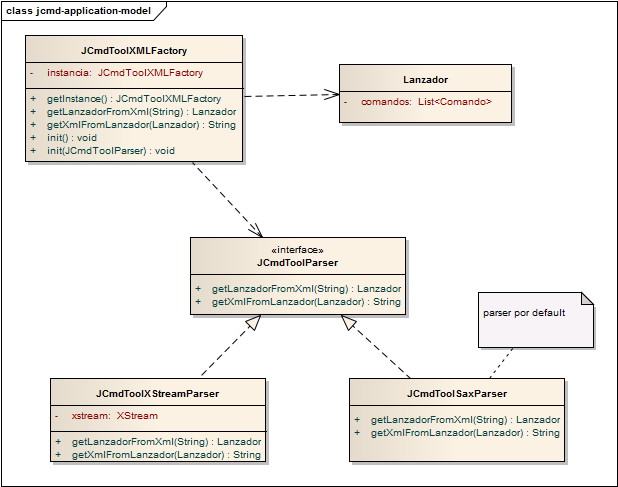 class jcmd-application-model
JCmdToolXMLFactory
- instancia: JCmdToolXMLFactory
+ getInstance() : JCmdToolXMLFactory
+ getLanzadorFromXml(String) : Lanzador
+ getXmlFromLanzador(Lanzador) : String
+ init() : void
+ init(JCmdToolParser) : void
Lanzador
- comandos: List<Comando>
«interface»
JCmdToolParser
+ getLanzadorFromXml(String) : Lanzador
+ getXmlFromLanzador(Lanzador) : String
parser por default
JCmdToolXStreamParser
- xstream: XStream
+ getLanzadorFromXml(String) : Lanzador
+ getXmlFromLanzador(Lanzador) : String
JCmdToolSaxParser
+ getLanzadorFromXml(String) : Lanzador
+ getXmlFromLanzador(Lanzador) : String